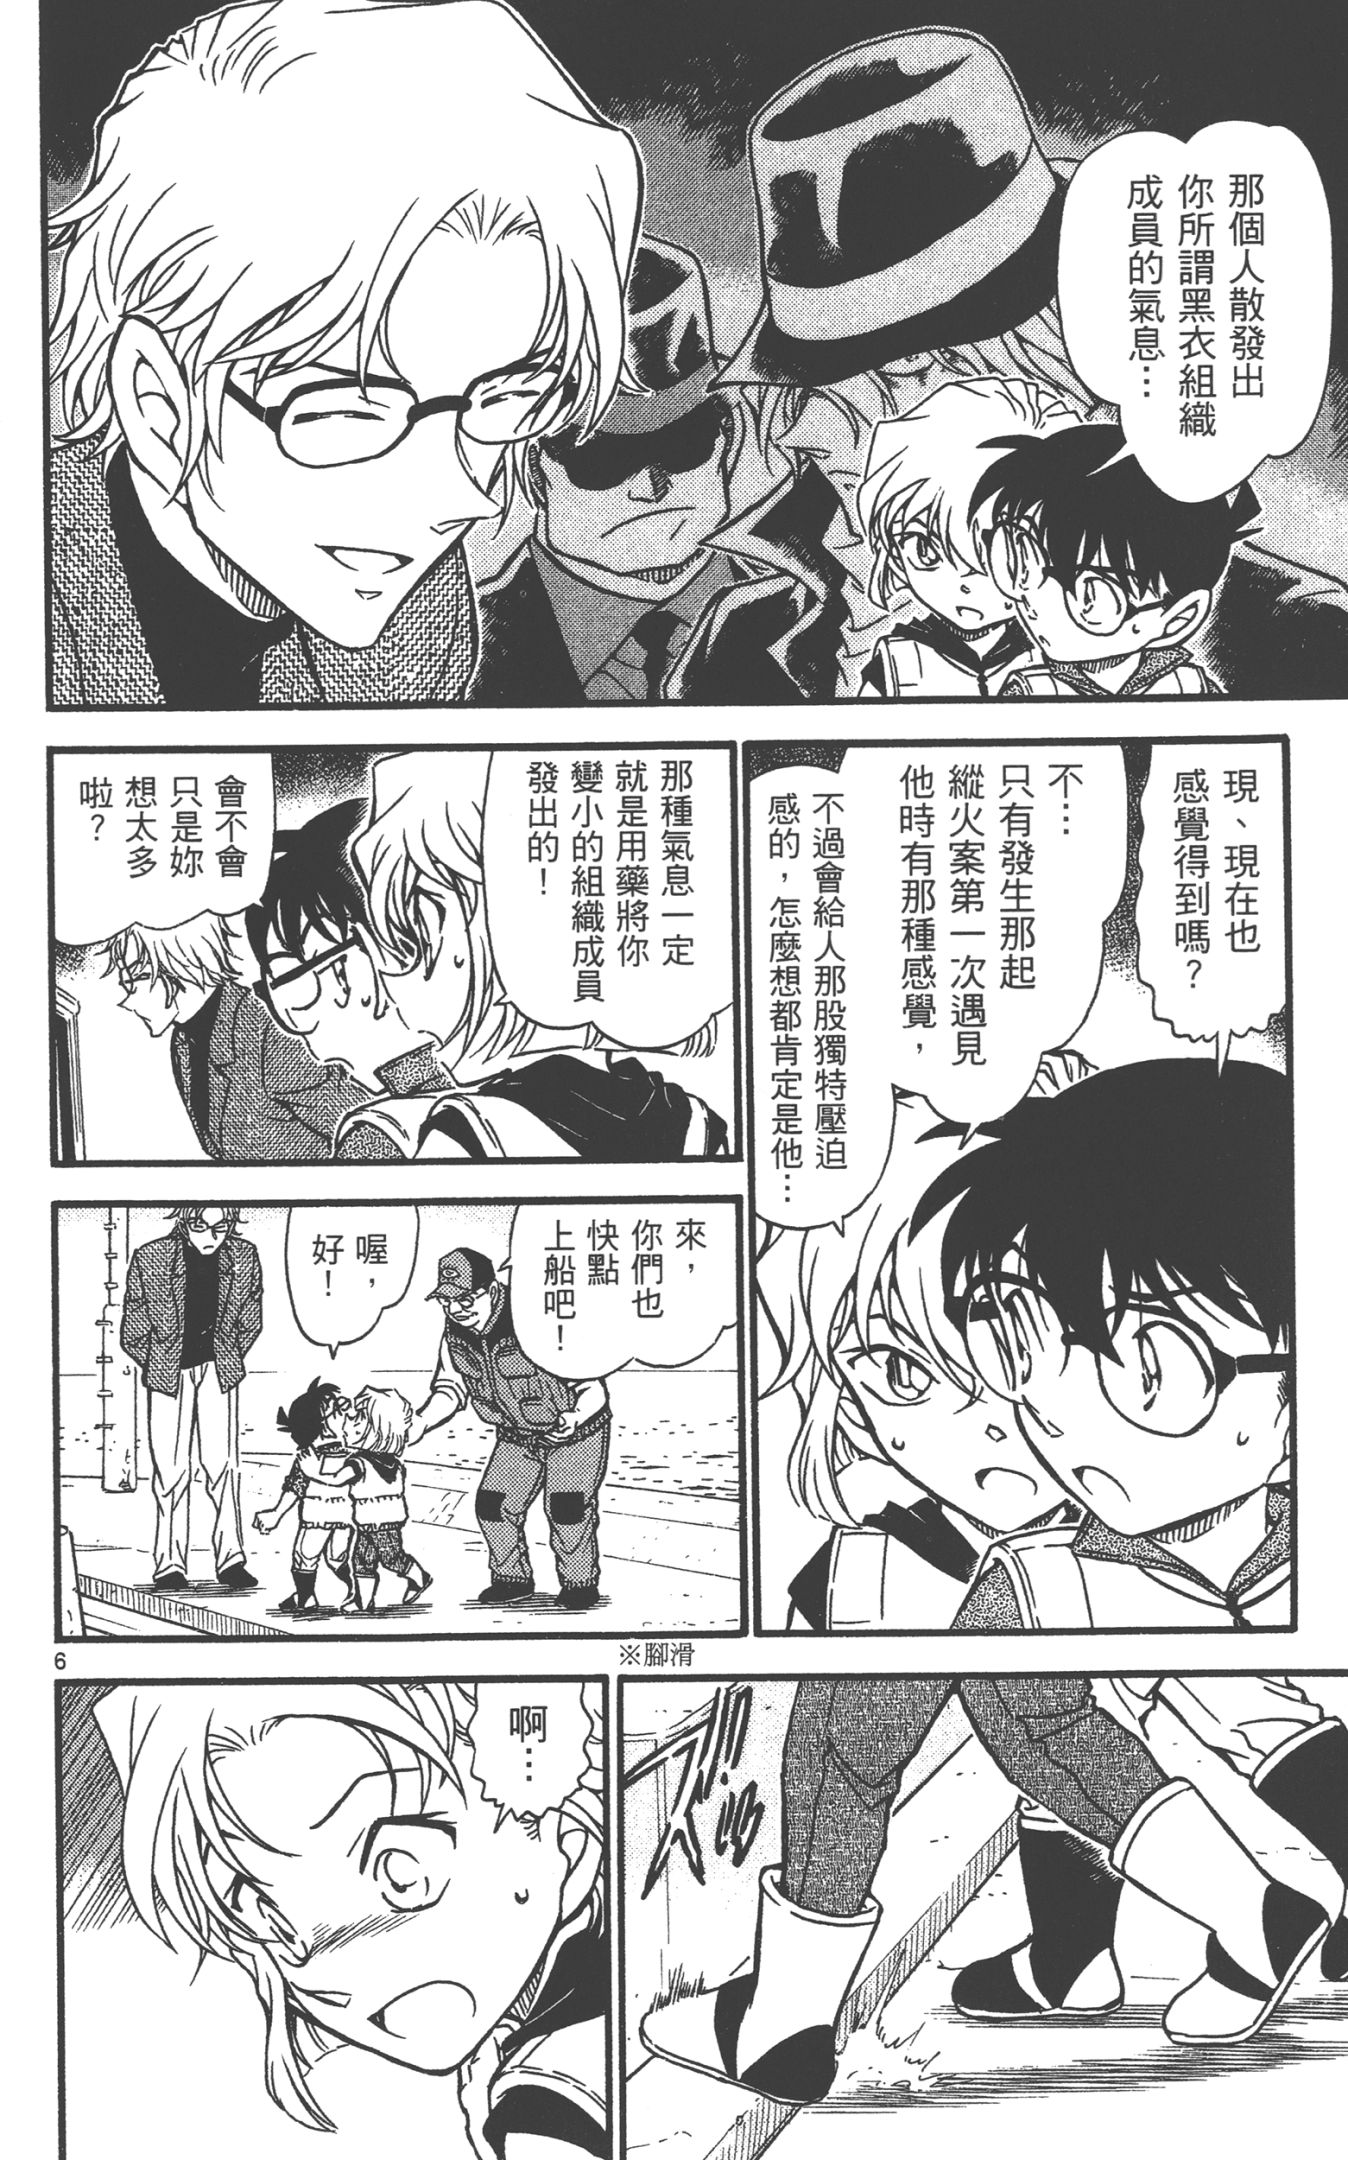 那個人散發出
你所謂黑衣組織
成員的氣息…
現、現在也
感覺得到嗎？
不…
只有發生那起
縱火案第一次遇見
他時有那種感覺，
不過會給人那股獨特壓迫
感的，怎麼想都肯定是他…
那種氣息一定
就是用藥將你
變小的組織成員
發出的！
會不會
只是妳
想太多
啦？
來，
你們也
快點
上船吧！
喔，
好！
6
※腳滑
ズルッ
啊…